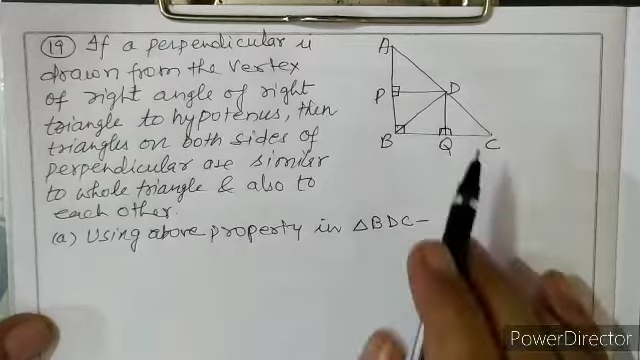 (19) If a perpendicular is
drawn from the vertex
of right angle of right
triangle to hypotenus, then
triangles on both sides of
perpendicular are similar
to whole triangle & also to
each other.
(a) Using above property in △BDC-
A
P
D
B
Q
C
PowerDirector